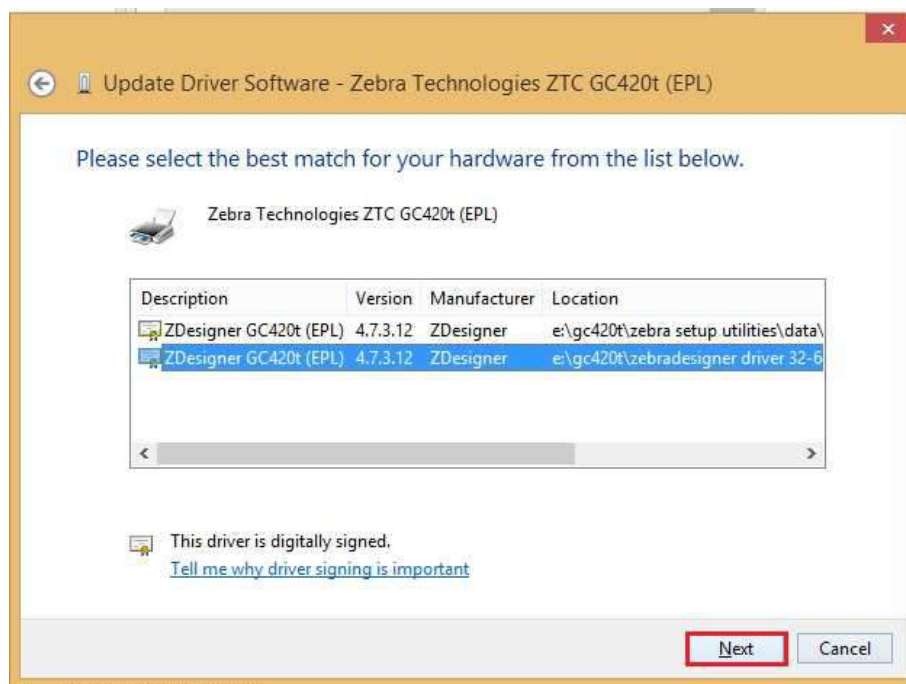 Update Driver Software - Zebra Technologies ZTC GC420t (EPL)
Please select the best match for your hardware from the list below.
Zebra Technologies ZTC GC420t (EPL)
Description Version Manufacturer Location
ZDesigner GC420t (EPL) 4.7.3.12 ZDesigner e:\gc420t\zebra setup utilities\data\
ZDesigner GC420t (EPL) 4.7.3.12 ZDesigner e:\gc420t\zebradesigner driver 32-6
This driver is digitally signed.
Tell me why driver signing is important
Next Cancel